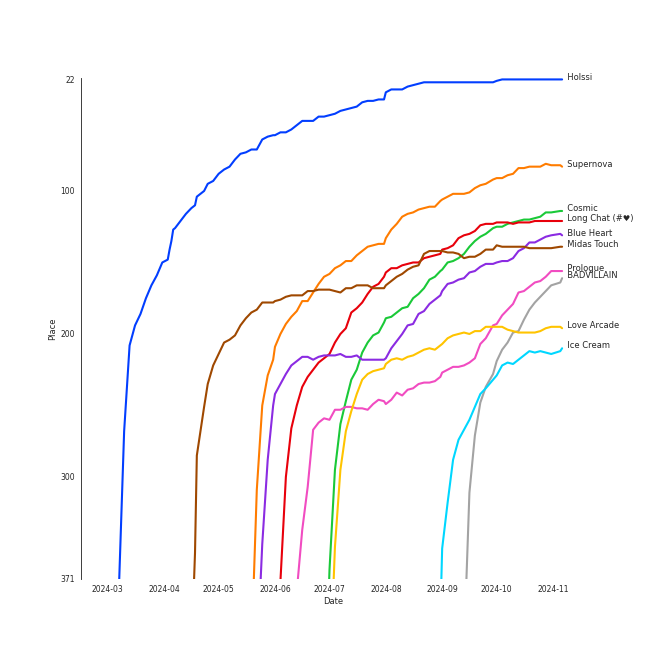 22
Holssi
Supernova
100
Cosmic
Long Chat (#♥)
Blue Heart
Midas Touch
Prologue
BADVILLAIN
Place
Love Arcade
200
Ice Cream
300
371
2024-03 2024-04 2024-05 2024-06 2024-07 2024-08 2024-09 2024-10 2024-11
Date